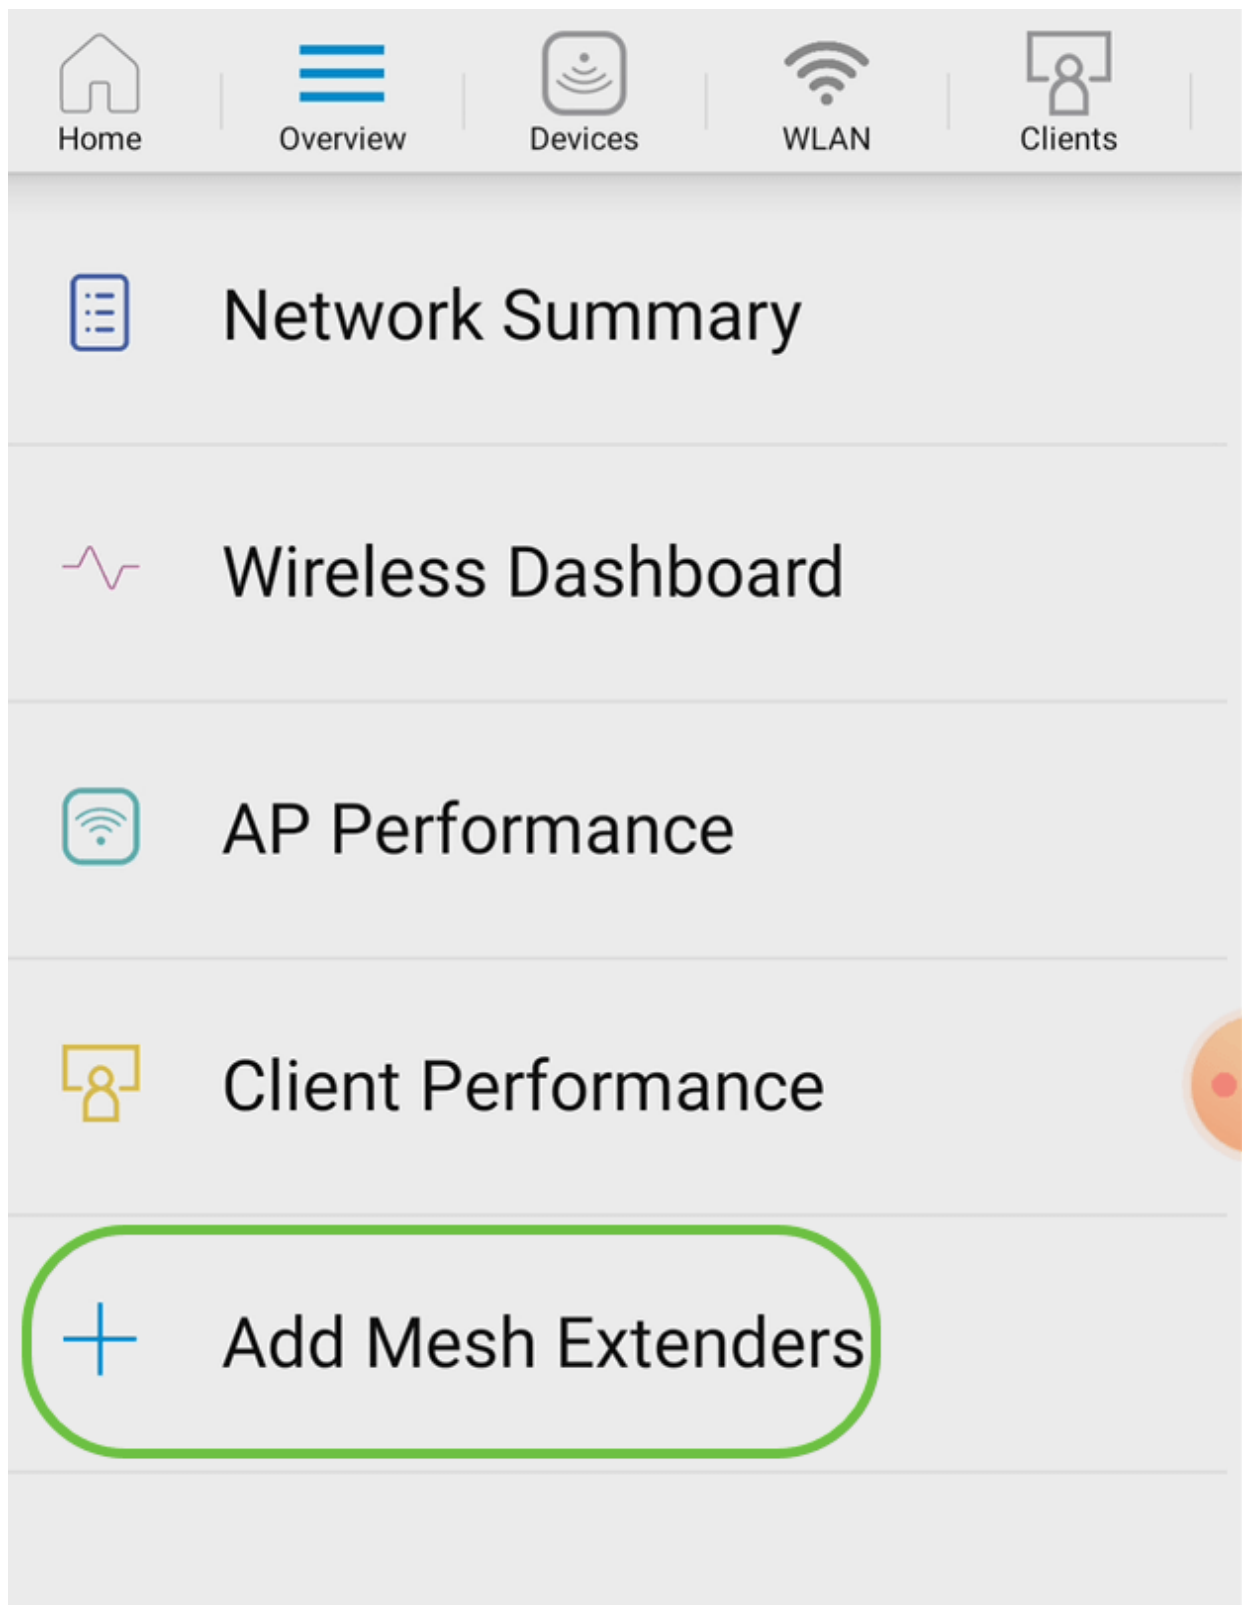 Home Overview Devices WLAN Clients
Network Summary
Wireless Dashboard
AP Performance
Client Performance
Add Mesh Extenders